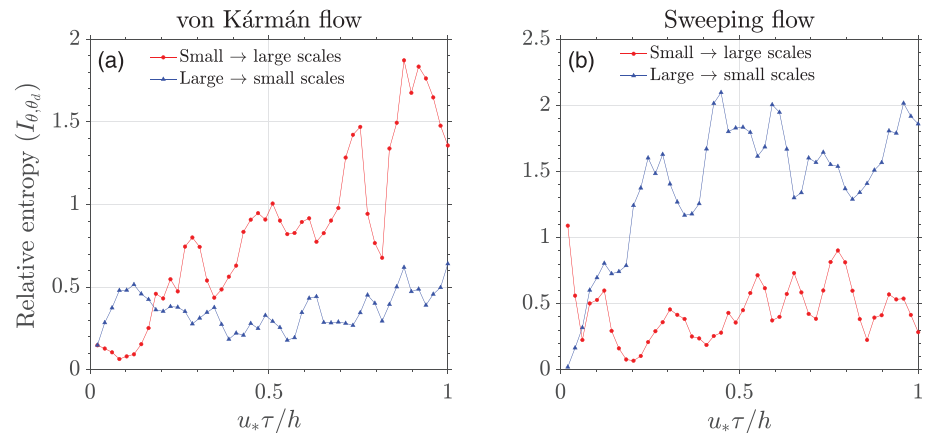 von Kármán flow
(a)
Small → large scales
Large → small scales
Relative entropy (I_{θ,θ_d})
2
1.5
1
0.5
0
0
0.5
1
u_*τ/h
Sweeping flow
(b)
Small → large scales
Large → small scales
2.5
2
1.5
1
0.5
0
0
0.5
1
u_*τ/h